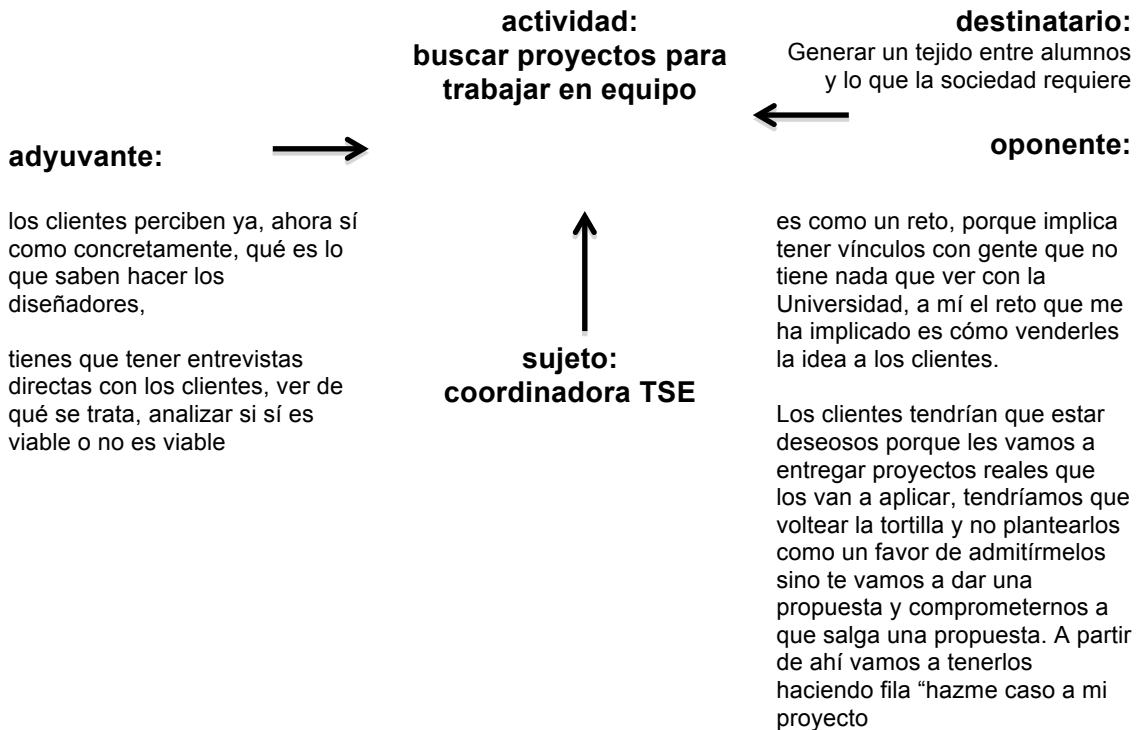 actividad:
buscar proyectos para
trabajar en equipo
destinatario:
Generar un tejido entre alumnos
y lo que la sociedad requiere
adyuvante:
oponente:
los clientes perciben ya, ahora sí
como concretamente, qué es lo
que saben hacer los
diseñadores,
tienes que tener entrevistas
directas con los clientes, ver de
qué se trata, analizar si sí es
viable o no es viable
sujeto:
coordinadora TSE
es como un reto, porque implica
tener vínculos con gente que no
tiene nada que ver con la
Universidad, a mí el reto que me
ha implicado es cómo venderles
la idea a los clientes.
Los clientes tendrían que estar
deseosos porque les vamos a
entregar proyectos reales que
los van a aplicar, tendríamos que
voltear la tortilla y no plantearlos
como un favor de admitírmelos
sino te vamos a dar una
propuesta y comprometernos a
que salga una propuesta. A partir
de ahí vamos a tenerlos
haciendo fila “hazme caso a mi
proyecto